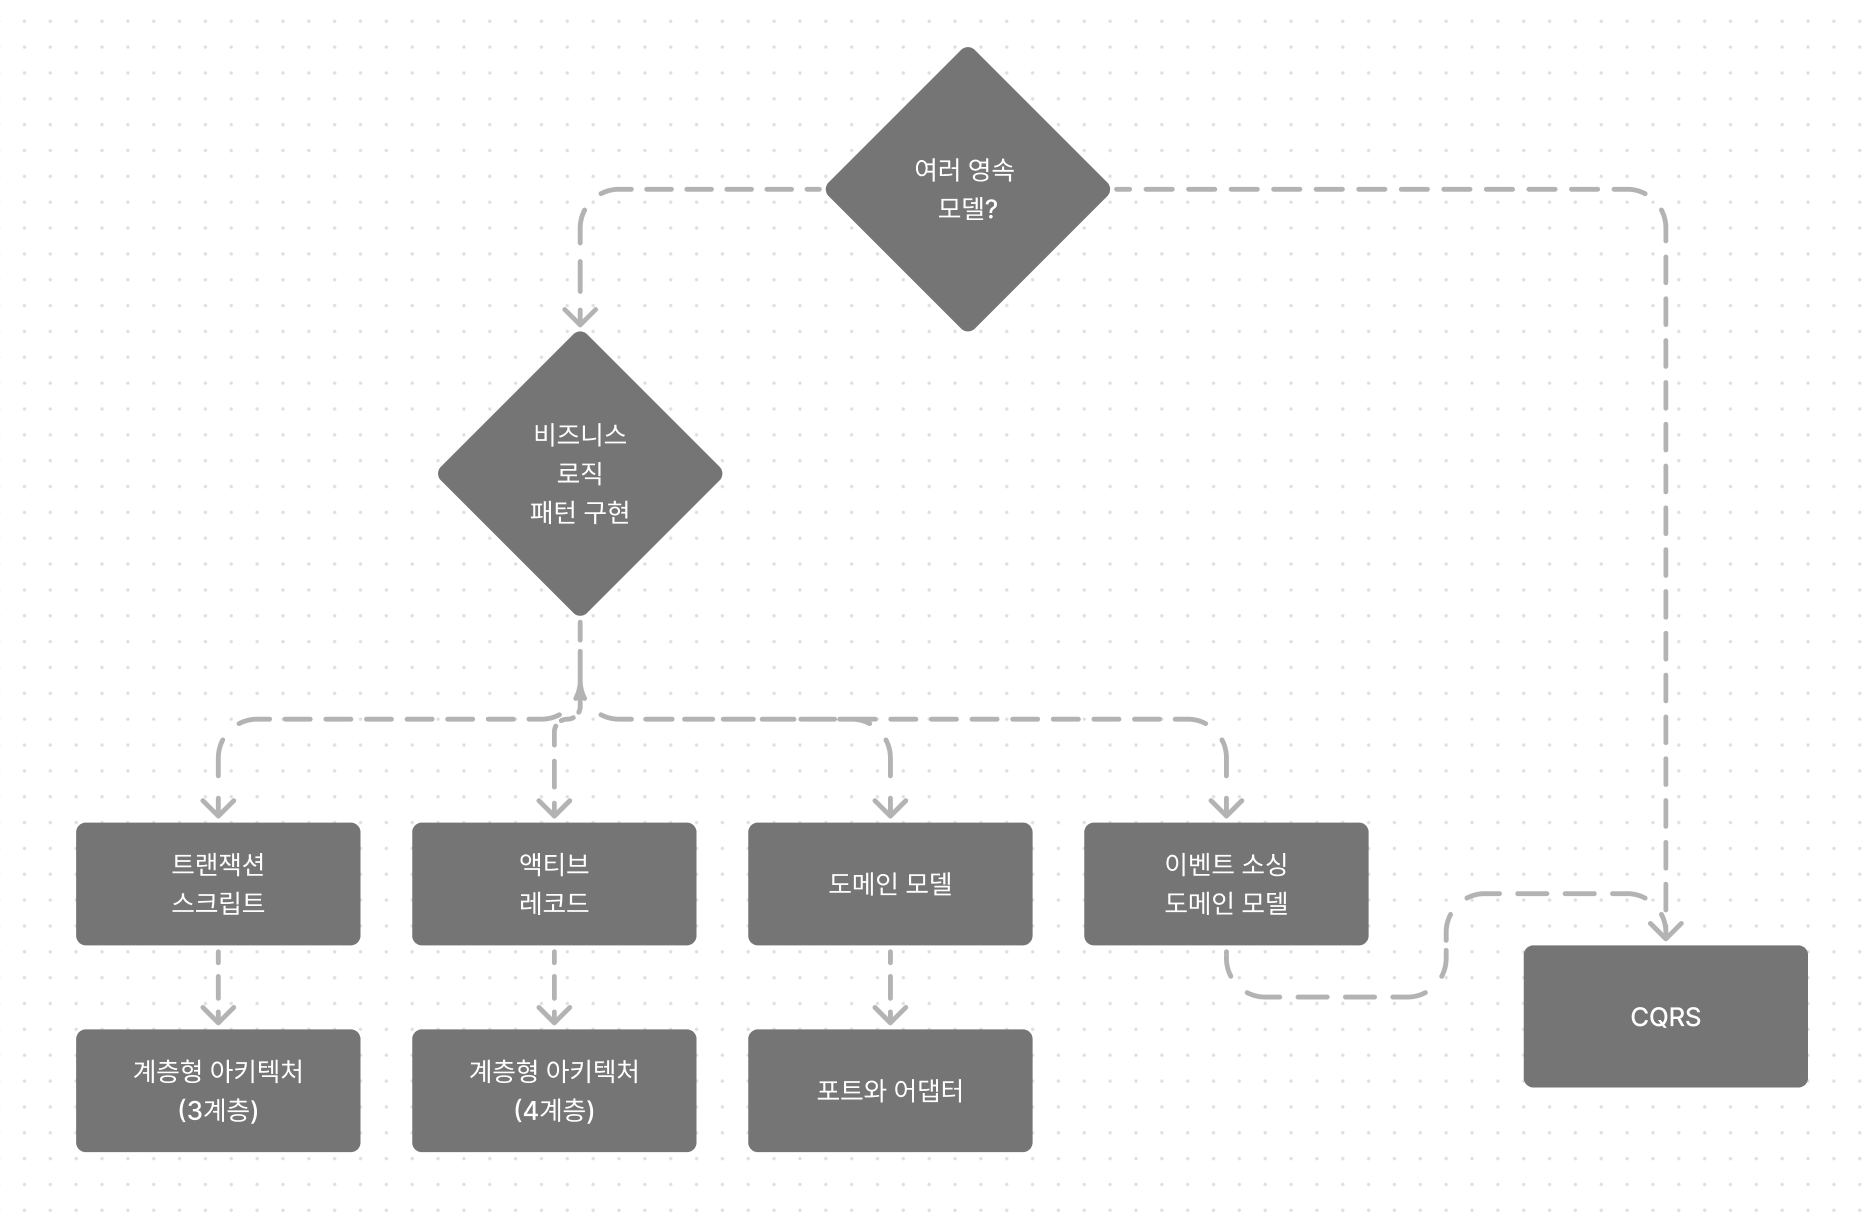 여러 영속
모델?
비즈니스
로직
패턴 구현
트랜잭션
스크립트
액티브
레코드
도메인 모델
이벤트 소싱
도메인 모델
계층형 아키텍처
(3계층)
계층형 아키텍처
(4계층)
포트와 어댑터
CQRS